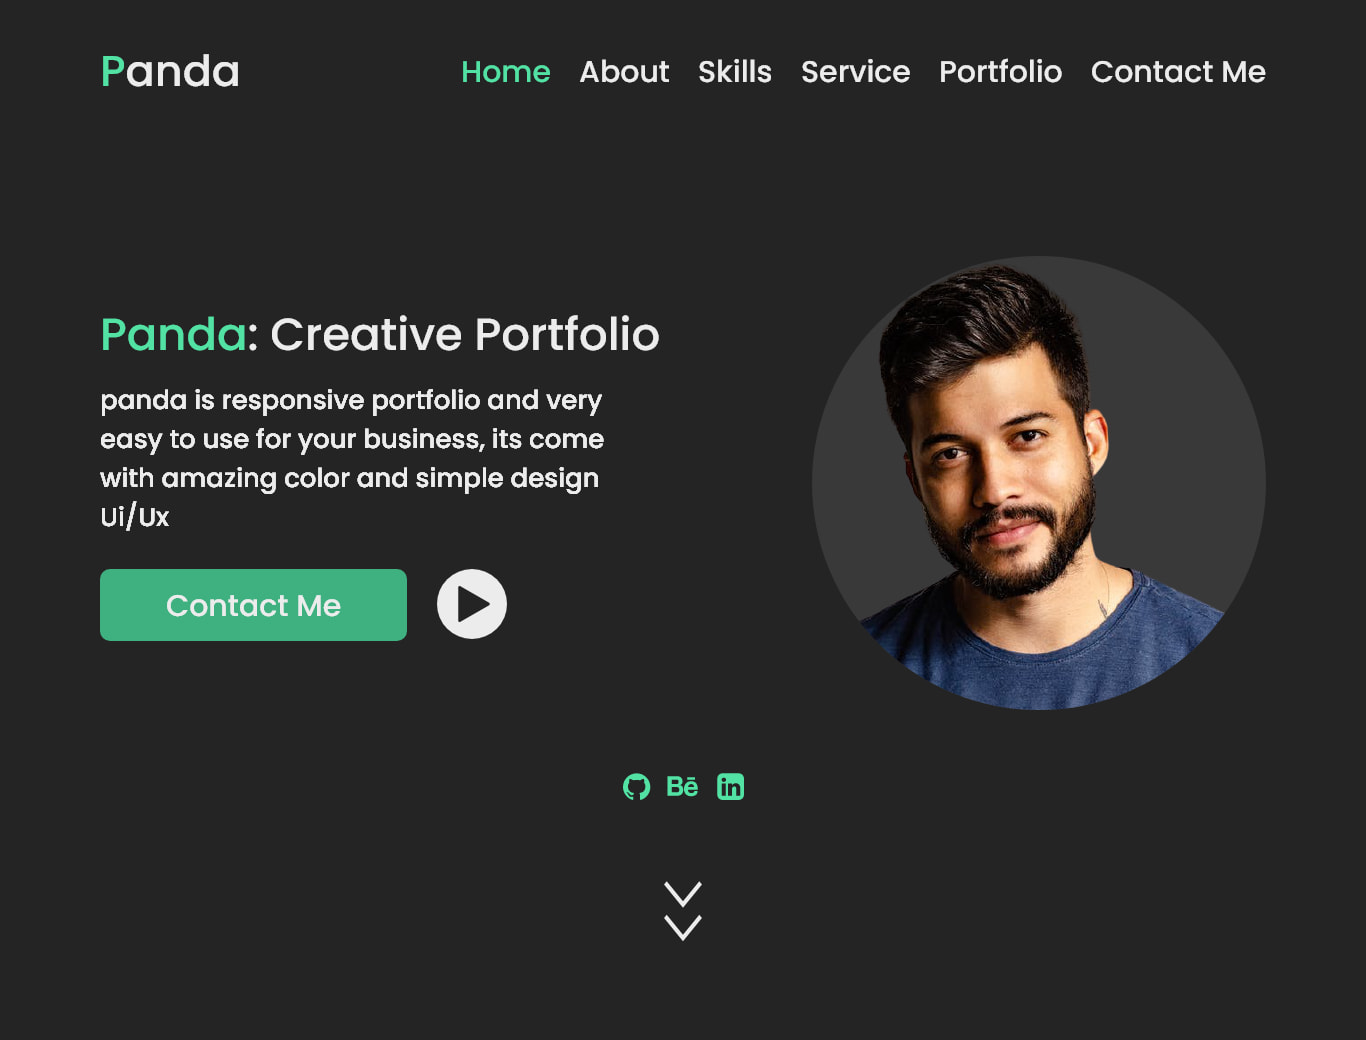 Panda
Home About Skills Service Portfolio Contact Me
Panda: Creative Portfolio
panda is responsive portfolio and very
easy to use for your business, its come
with amazing color and simple design
Ui/Ux
Contact Me
Bē in